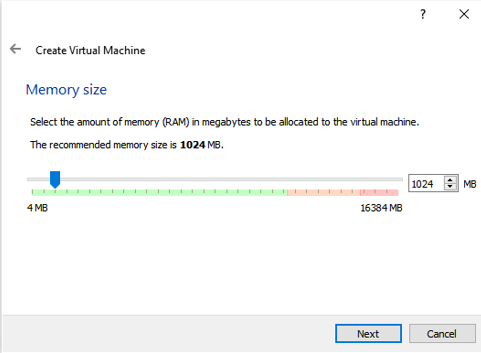 ?
Create Virtual Machine
Memory size
Select the amount of memory (RAM) in megabytes to be allocated to the virtual machine.
The recommended memory size is 1024 MB.
1024 MB
4 MB 16384 MB
Next Cancel